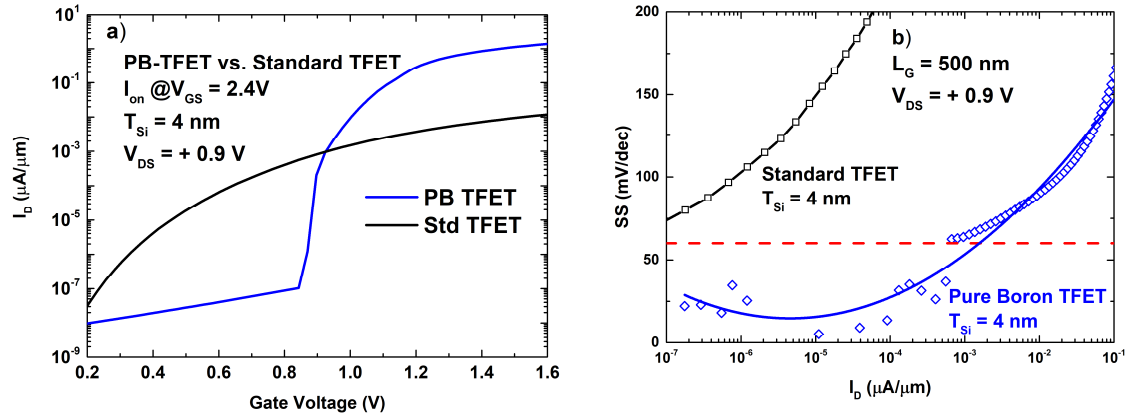 a)
PB-TFET vs. Standard TFET
I_on @V_GS = 2.4V
T_Si = 4 nm
V_DS = + 0.9 V
PB TFET
Std TFET
10^1
10^-1
10^-3
10^-5
10^-7
10^-9
I_D (μA/μm)
0.2 0.4 0.6 0.8 1.0 1.2 1.4 1.6
Gate Voltage (V)
b)
L_G = 500 nm
V_DS = + 0.9 V
Standard TFET
T_Si = 4 nm
Pure Boron TFET
T_Si = 4 nm
200
150
100
50
0
SS (mV/dec)
10^-7 10^-6 10^-5 10^-4 10^-3 10^-2 10^-1
I_D (μA/μm)